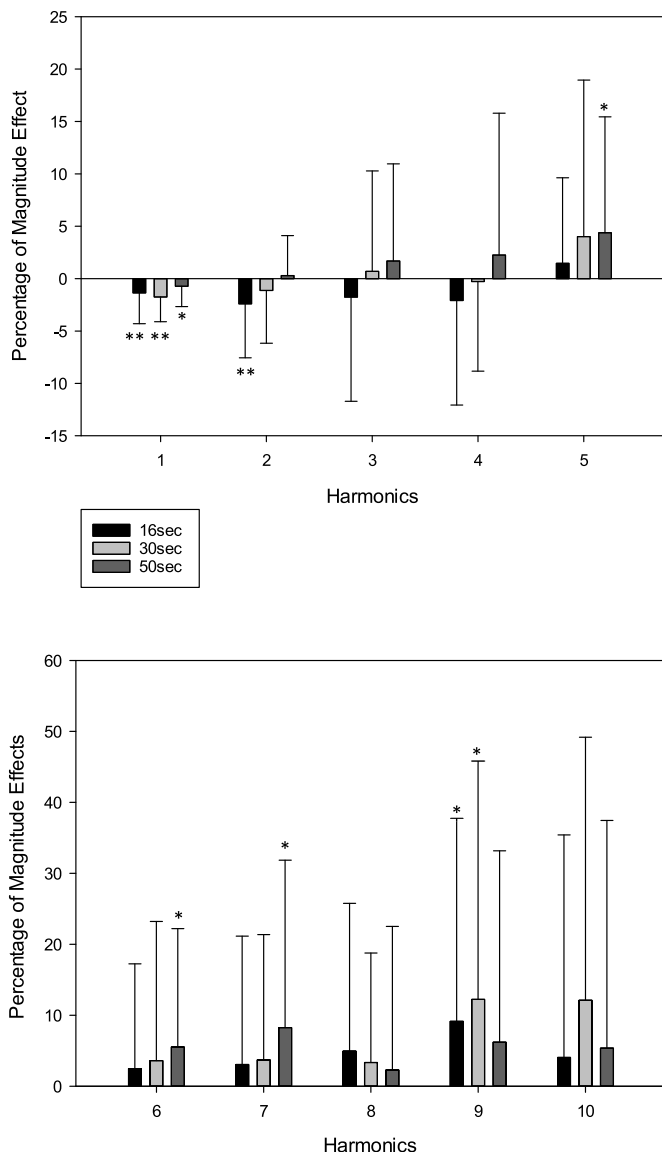 25
20
15
10
5
0
-5
-10
-15
Percentage of Magnitude Effect
*
** ** *
**
1 2 3 4 5
Harmonics
16sec
30sec
50sec
60
50
40
30
20
10
0
Percentage of Magnitude Effects
*
*
*
*
6 7 8 9 10
Harmonics